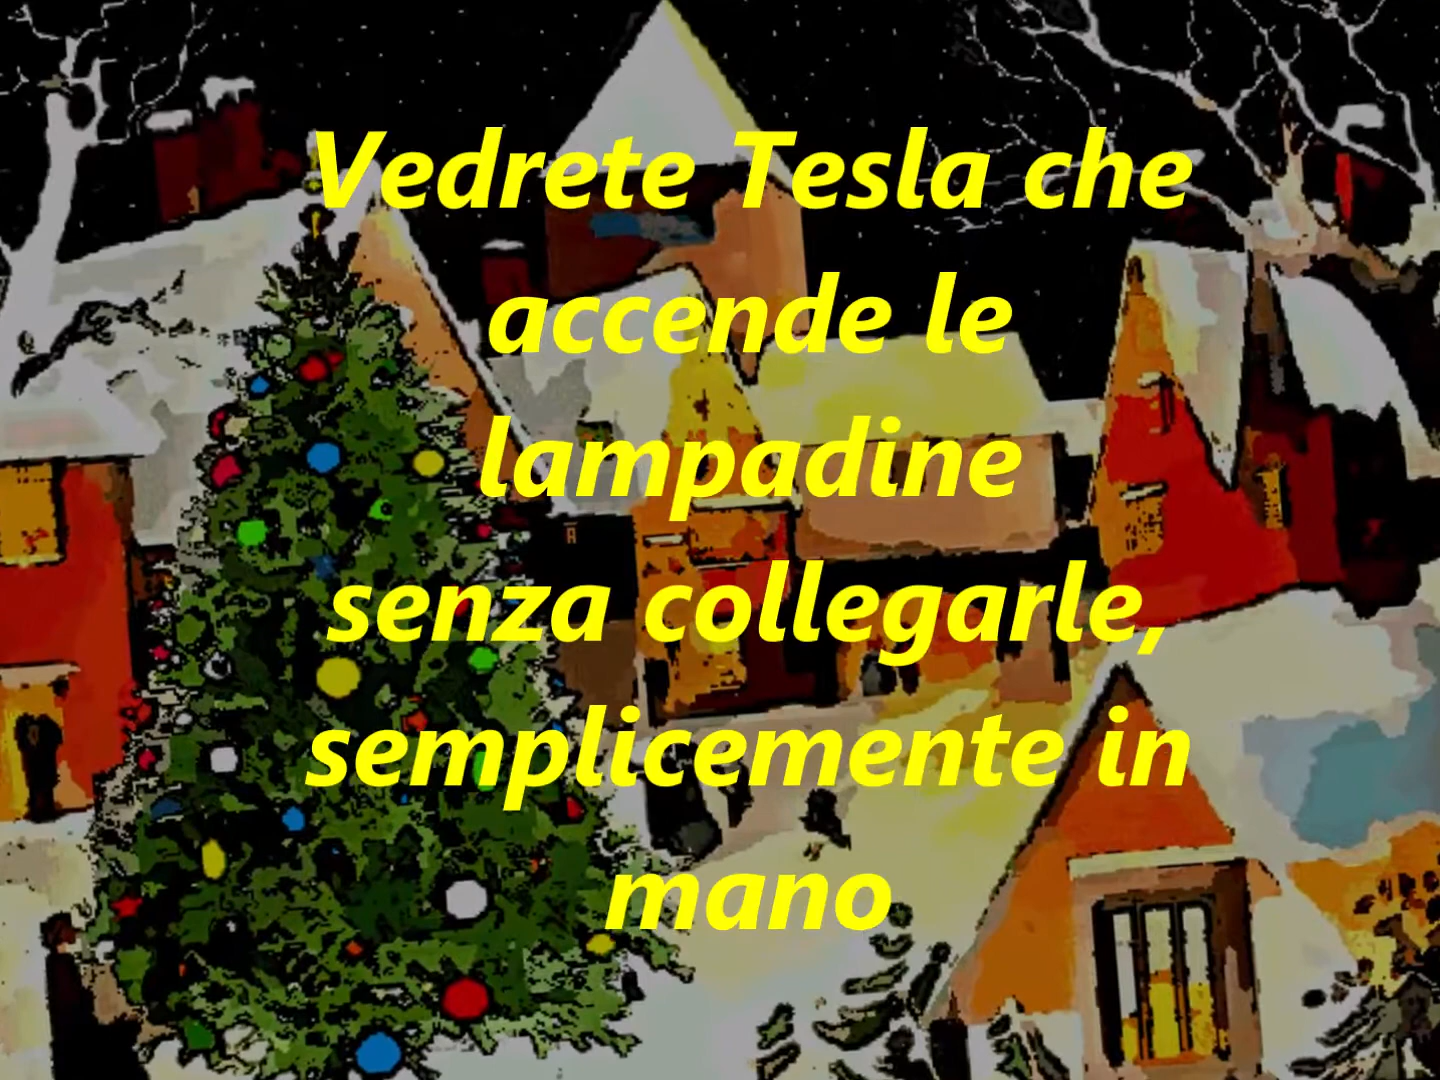 Vedrete Tesla che
accende le
lampadine
senza collegarle,
semplicemente in
mano